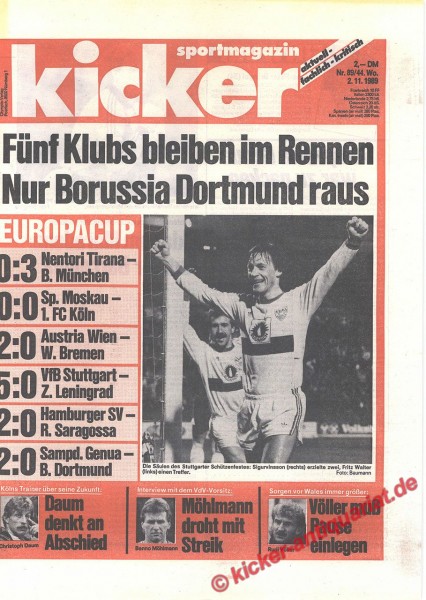 sportmagazin
kicker
aktuell -
fachlich - kritisch
2,— DM
Nr. 89/44. Wo.
2. 11. 1989
Fünf Klubs bleiben im Rennen
Nur Borussia Dortmund raus
EUROPACUP
0:3 Nentori Tirana –
B. München
0:0 Sp. Moskau –
1. FC Köln
2:0 Austria Wien –
W. Bremen
5:0 VfB Stuttgart –
Z. Leningrad
2:0 Hamburger SV –
R. Saragossa
2:0 Sampd. Genua –
B. Dortmund
Die Säulen des Stuttgarter Schützenfestes: Sigurvinsson (rechts) erzielte zwei, Fritz Walter
(links) einen Treffer.
Foto: Baumann
Kölns Trainer über seine Zukunft:
Daum
denkt an
Abschied
Christoph Daum
Interview mit dem VdV-Vorsitz.:
Möhlmann
droht mit
Streik
Benno Möhlmann
Sorgen vor Wales immer größer:
Völler muß
Pause
einlegen
© kicker-antiquariat.de